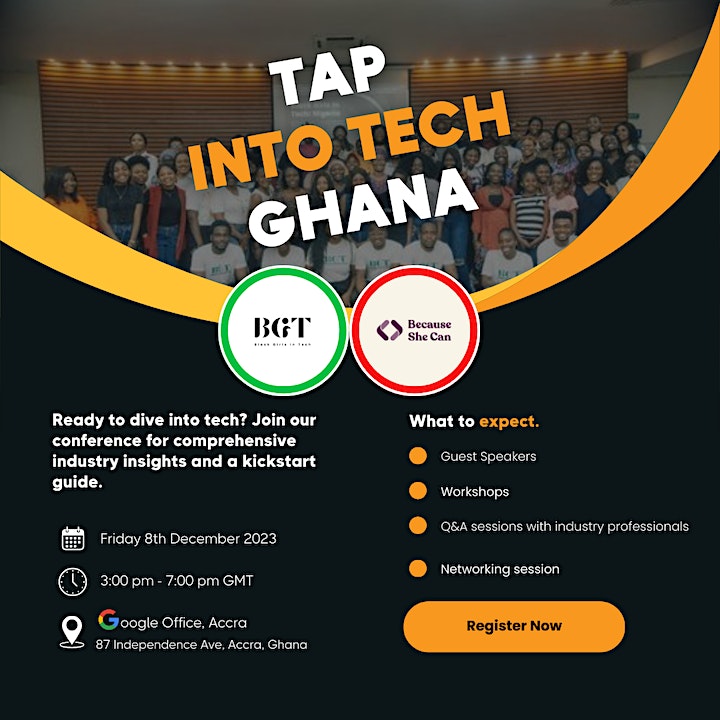 TAP
INTO TECH
GHANA
BGT
Black Girls in Tech
Because
She Can
Ready to dive into tech? Join our
conference for comprehensive
industry insights and a kickstart
guide.
Friday 8th December 2023
3:00 pm - 7:00 pm GMT
Google Office, Accra
87 Independence Ave, Accra, Ghana
What to expect.
Guest Speakers
Workshops
Q&A sessions with industry professionals
Networking session
Register Now